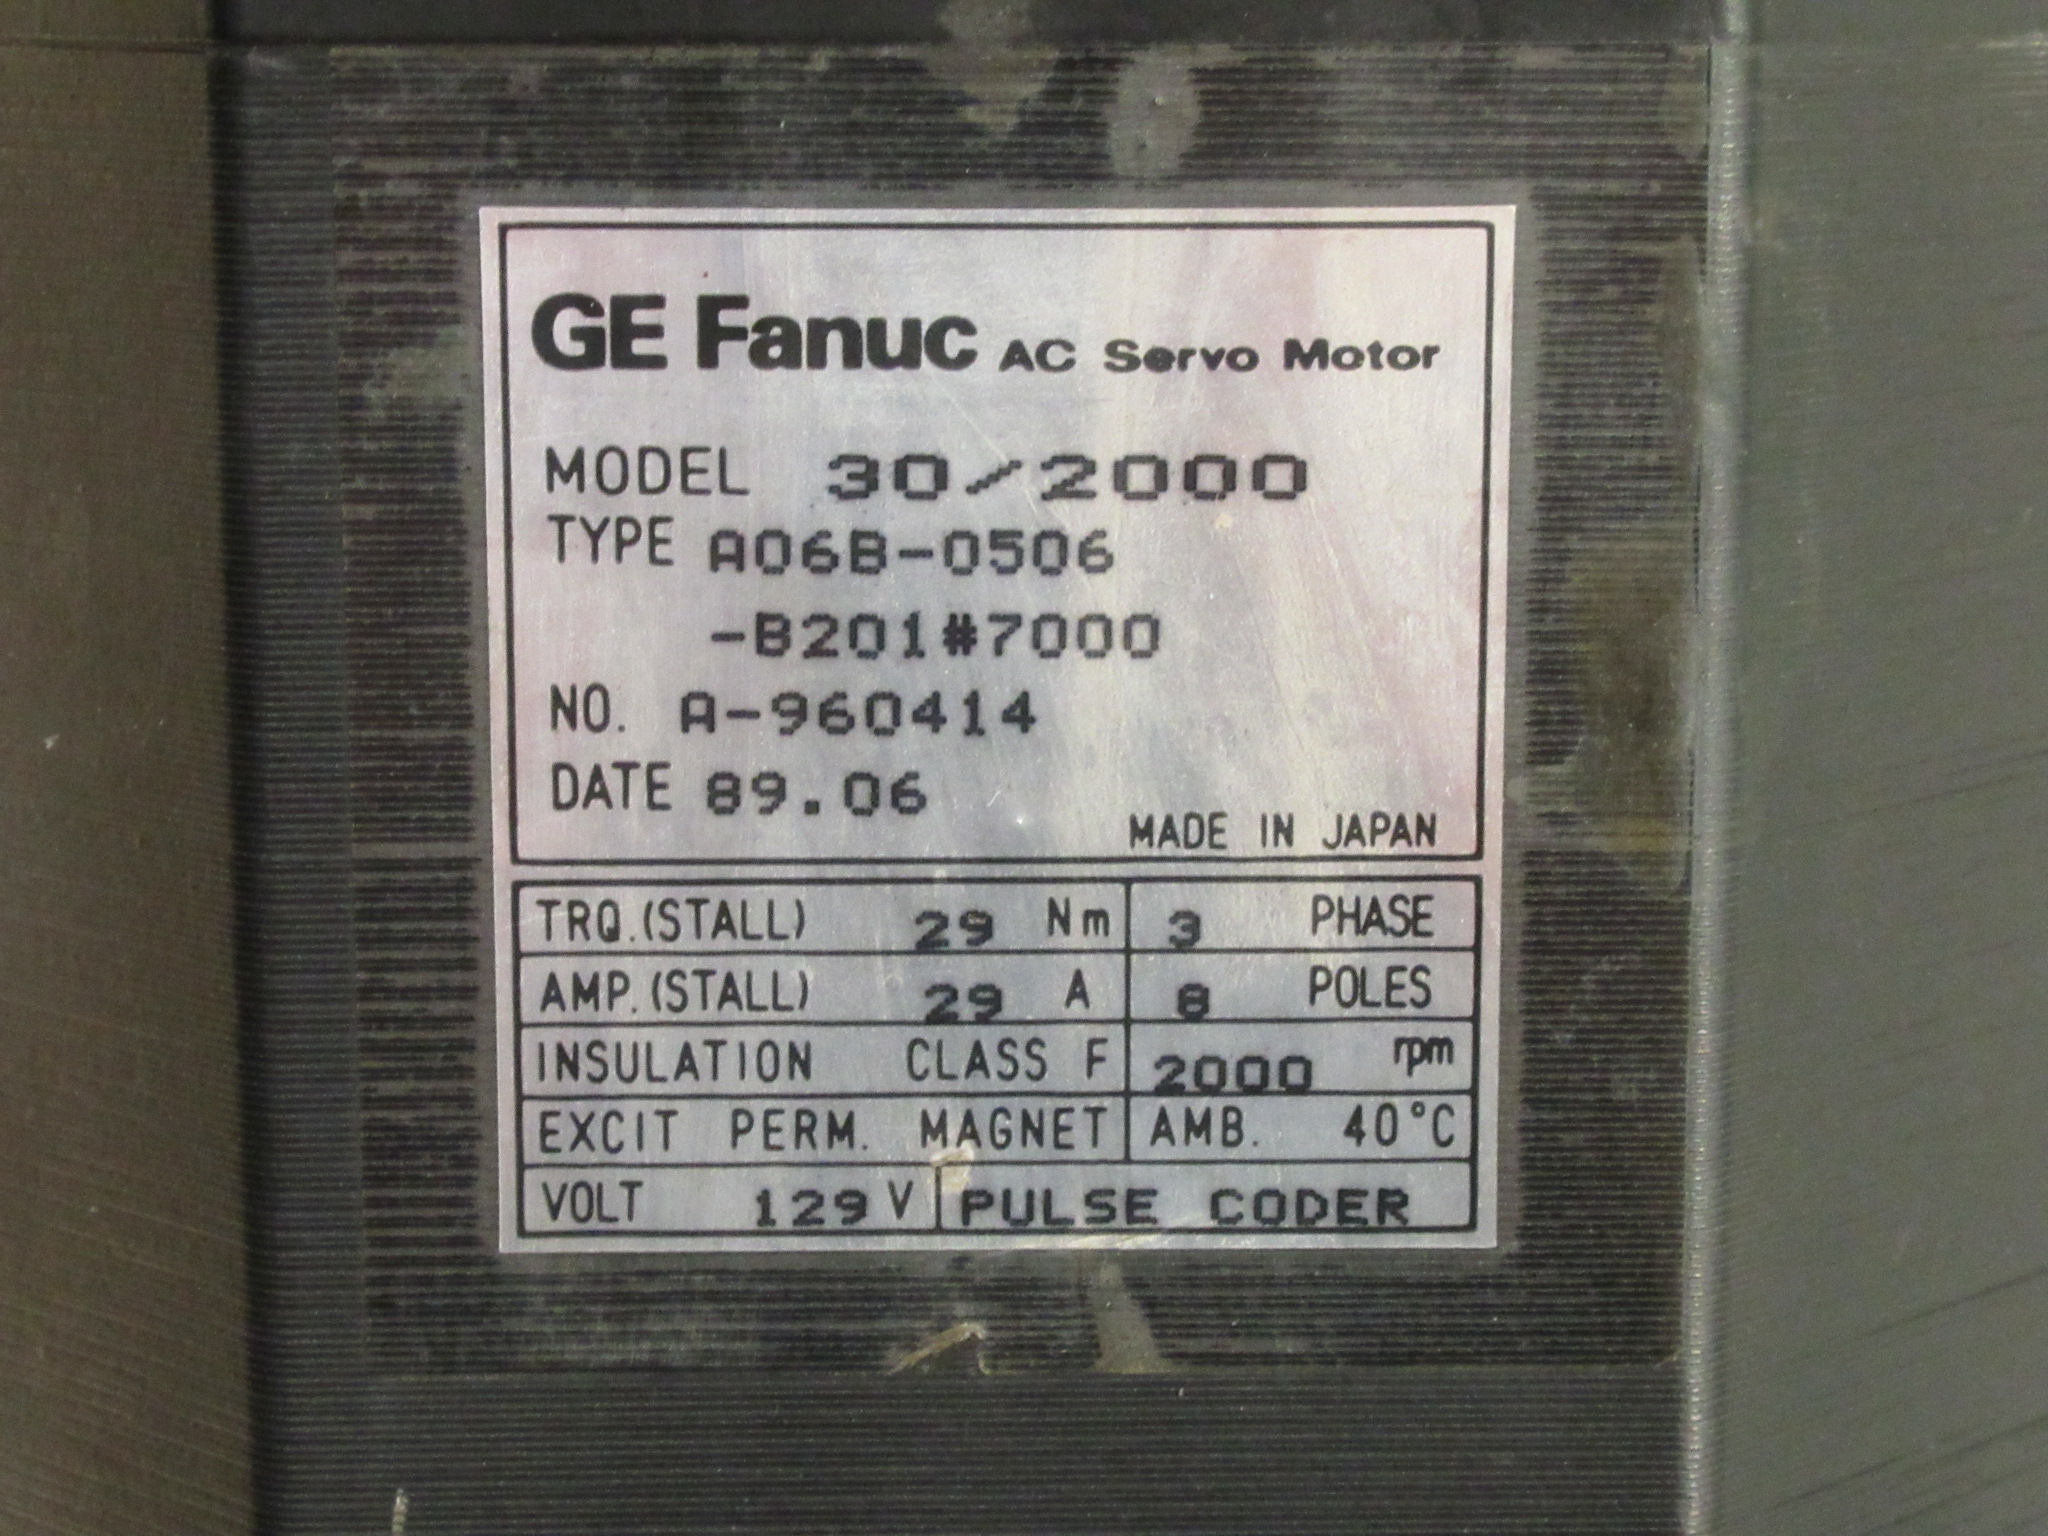 GE Fanuc AC Servo Motor
MODEL 30/2000
TYPE A06B-0506
-B201#7000
NO. A-960414
DATE 89.06
MADE IN JAPAN
TRQ.(STALL) 29 Nm 3 PHASE
AMP.(STALL) 29 A 8 POLES
INSULATION CLASS F 2000 rpm
EXCIT PERM. MAGNET AMB. 40°C
VOLT 129 V PULSE CODER